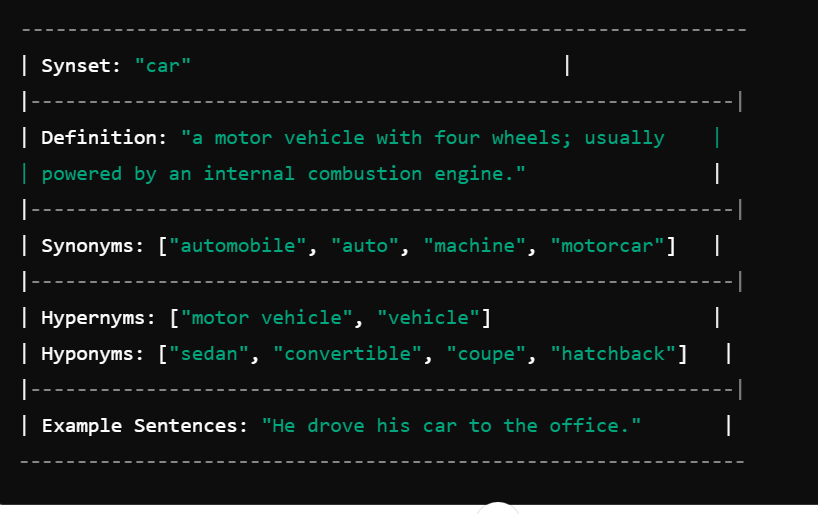 --------------------------------------------------------------
| Synset: "car"                                |
|-------------------------------------------------------------|
| Definition: "a motor vehicle with four wheels; usually    |
| powered by an internal combustion engine."                |
|-------------------------------------------------------------|
| Synonyms: ["automobile", "auto", "machine", "motorcar"]   |
|-------------------------------------------------------------|
| Hypernyms: ["motor vehicle", "vehicle"]                   |
| Hyponyms: ["sedan", "convertible", "coupe", "hatchback"]   |
|-------------------------------------------------------------|
| Example Sentences: "He drove his car to the office."       |
--------------------------------------------------------------